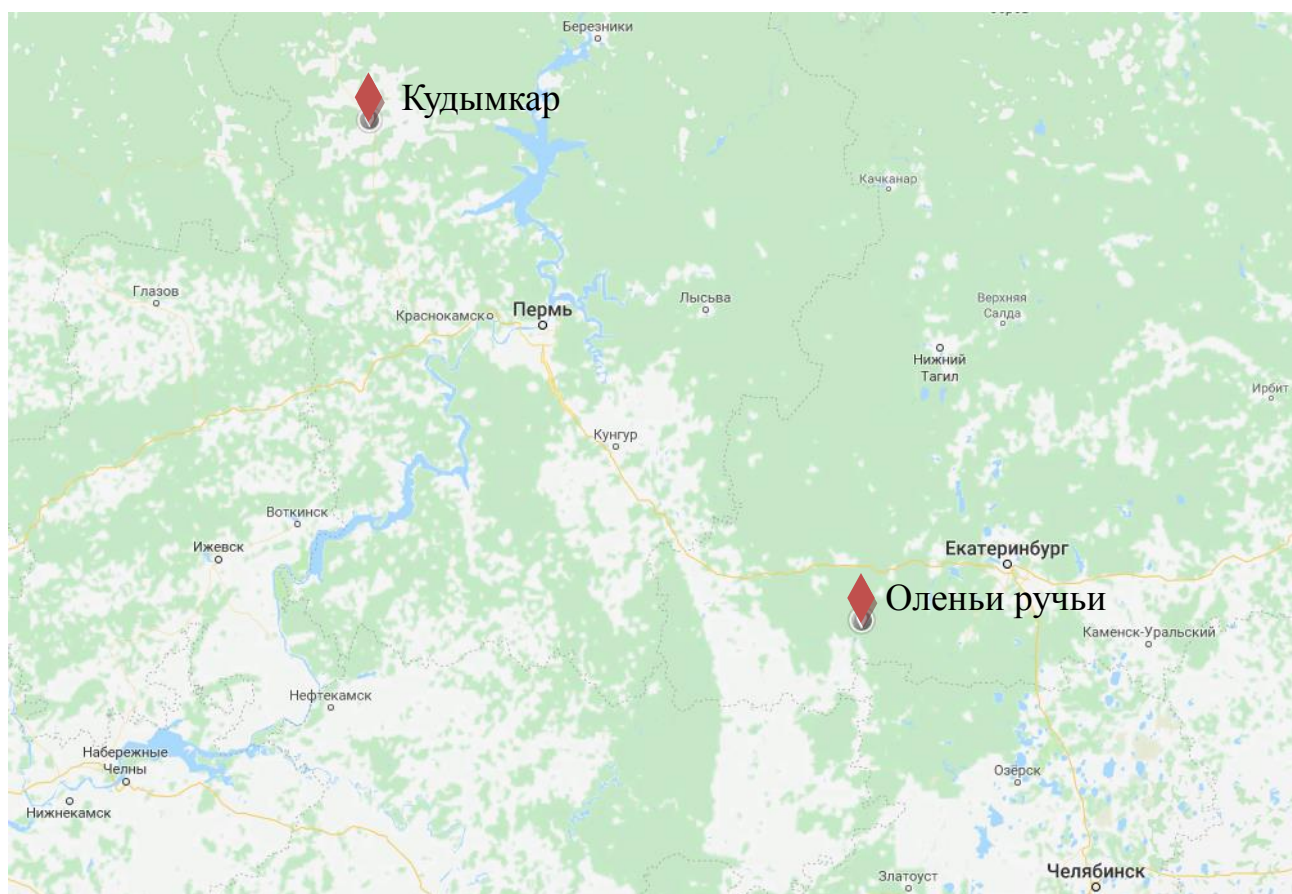 Березники
Кудымкар
Качканар
Глазов
Лысьва
Верхняя
Салда
Краснокамск
Пермь
Нижний
Тагил
Ирбит
Кунгур
Воткинск
Ижевск
Екатеринбург
Оленьи ручьи
Каменск-Уральский
Нефтекамск
Набережные
Челны
Озёрск
Нижнекамск
Златоуст
Челябинск